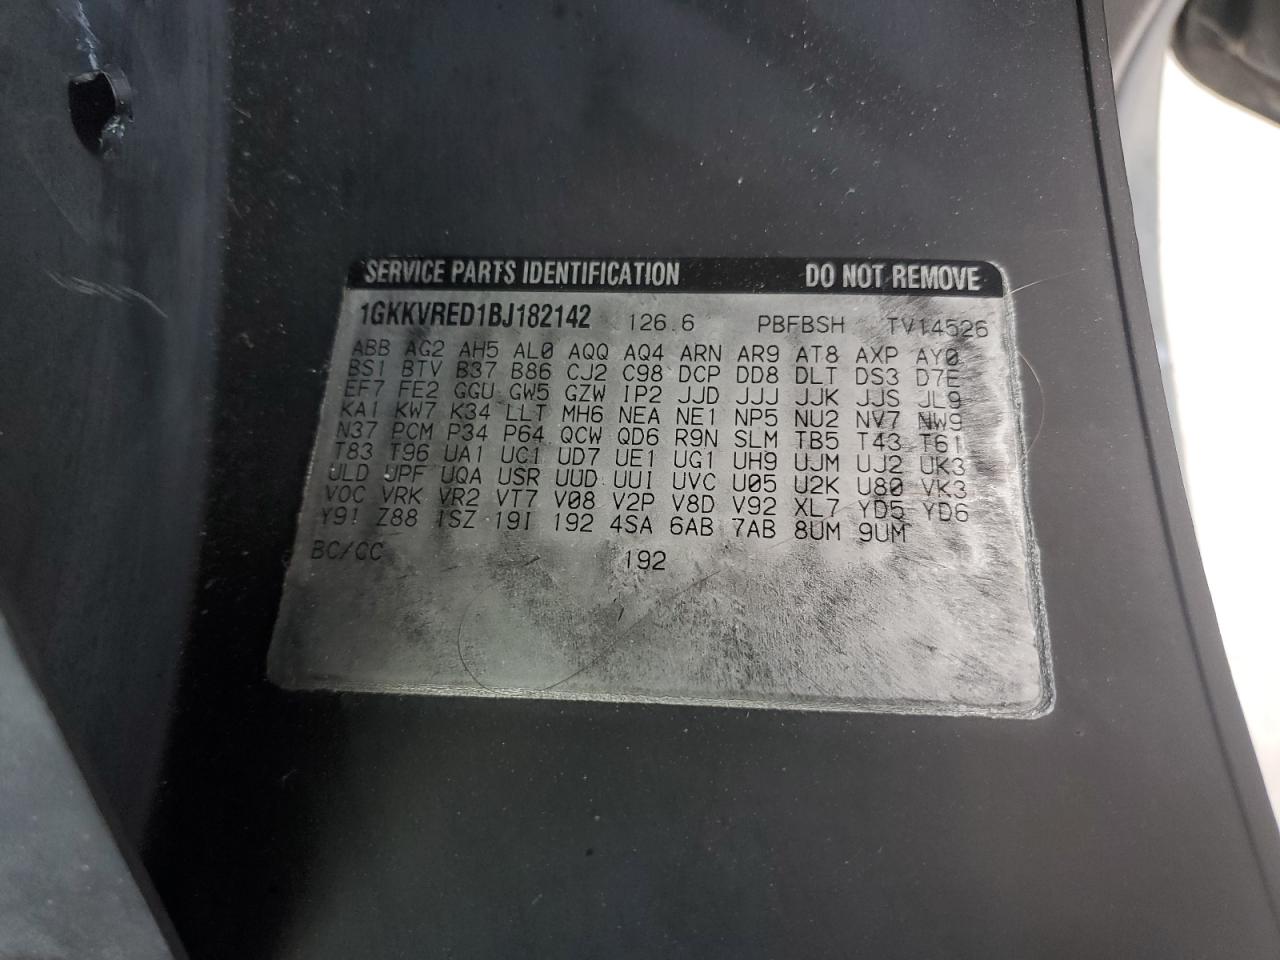 SERVICE PARTS IDENTIFICATION DO NOT REMOVE
1GKKVRED1BJ182142 126.6 PBFBSH TV14526
ABB AG2 AH5 AL0 AQQ AQ4 ARN AR9 AT8 AXP AY0
BS1 BTV B37 B86 CJ2 C98 DCP DD8 DLT DS3 D7E
EF7 FE2 GGU GW5 GZW IP2 JJD JJJ JJK JJS JL9
KA1 KW7 K34 LLT MH6 NEA NE1 NP5 NU2 NV7 NW9
N37 PCM P34 P64 QCW QD6 R9N SLM TB5 T43 T61
T83 T96 UA1 UC1 UD7 UE1 UG1 UH9 UJM UJ2 UK3
ULD UPF UQA USR UUD UUI UVC U05 U2K U80 VK3
VOC VRK VR2 VT7 V08 V2P V8D V92 XL7 YD5 YD6
Y91 Z88 1SZ 19I 192 4SA 6AB 7AB 8UM 9UM
BC/CC 192